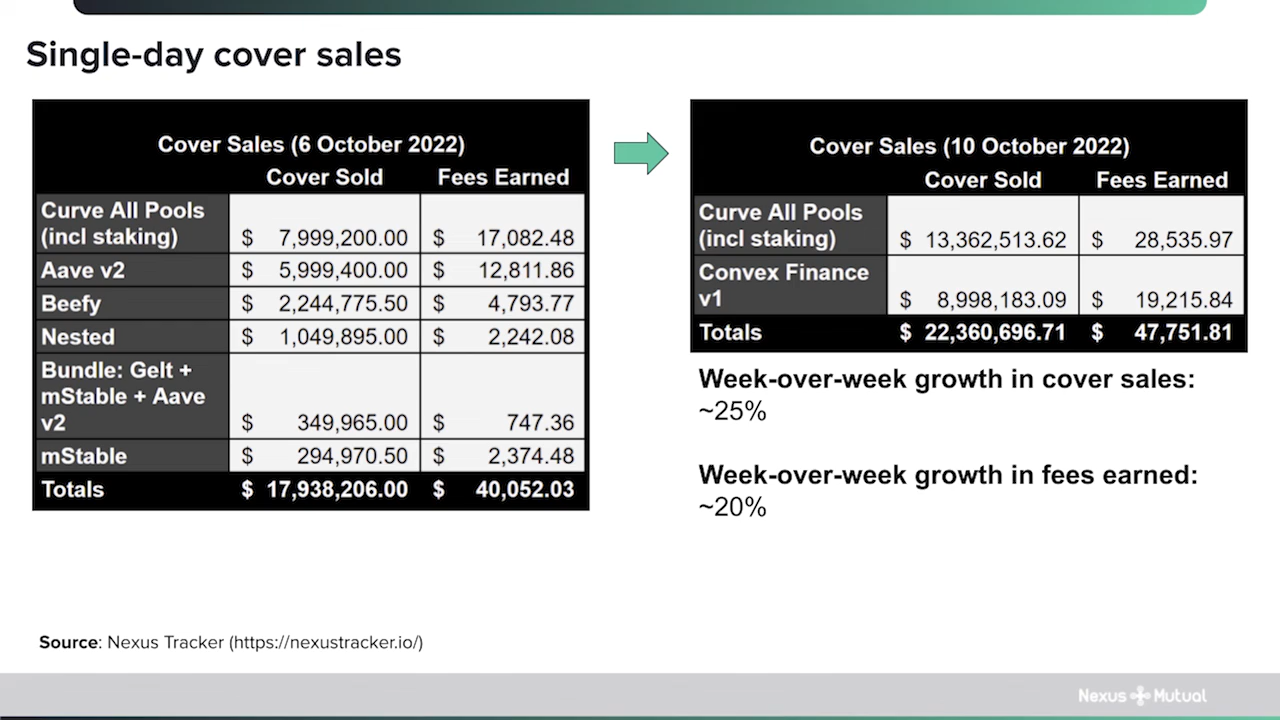 Single-day cover sales
Cover Sales (6 October 2022)
Cover Sold Fees Earned
Curve All Pools
(incl staking) $ 7,999,200.00 $ 17,082.48
Aave v2 $ 5,999,400.00 $ 12,811.86
Beefy $ 2,244,775.50 $ 4,793.77
Nested $ 1,049,895.00 $ 2,242.08
Bundle: Gelt +
mStable + Aave
v2 $ 349,965.00 $ 747.36
mStable $ 294,970.50 $ 2,374.48
Totals $ 17,938,206.00 $ 40,052.03
Cover Sales (10 October 2022)
Cover Sold Fees Earned
Curve All Pools
(incl staking) $ 13,362,513.62 $ 28,535.97
Convex Finance
v1 $ 8,998,183.09 $ 19,215.84
Totals $ 22,360,696.71 $ 47,751.81
Week-over-week growth in cover sales:
~25%
Week-over-week growth in fees earned:
~20%
Source: Nexus Tracker (https://nexustracker.io/)
Nexus Mutual